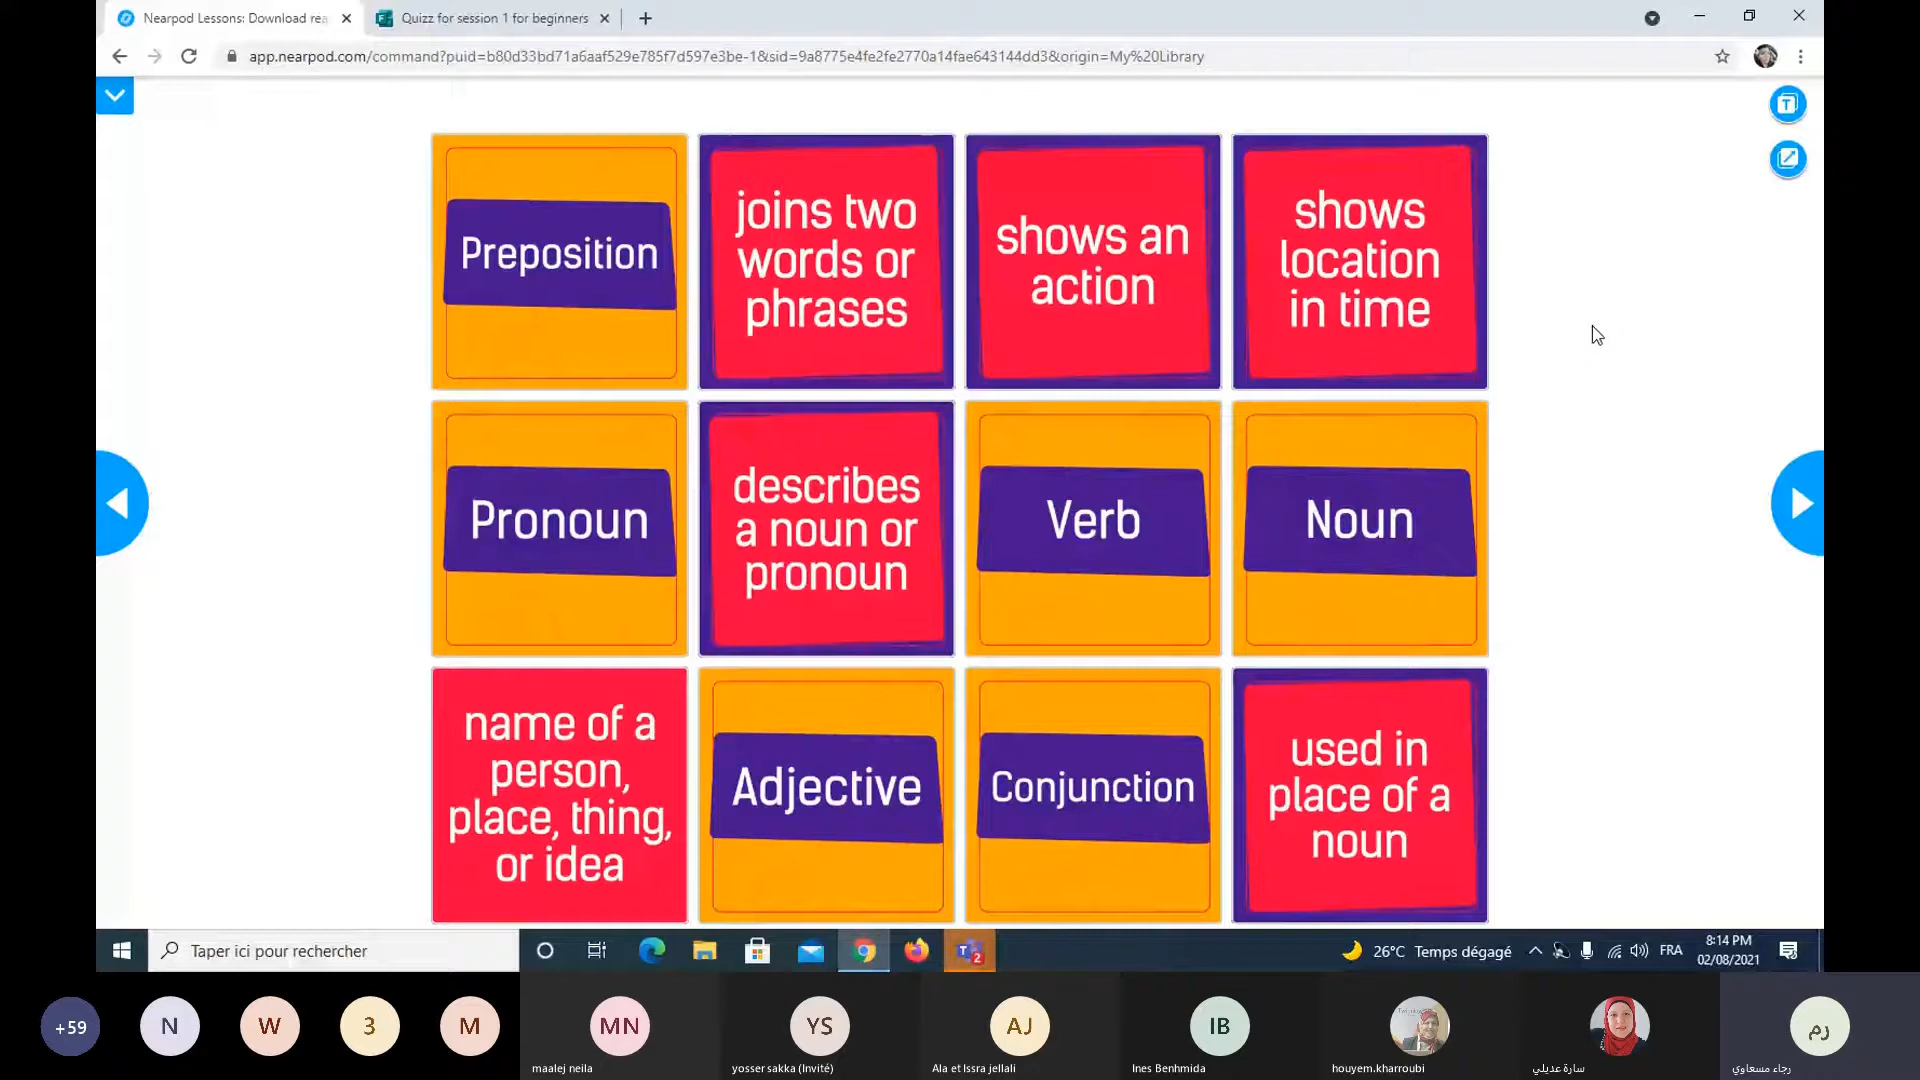 Nearpod Lessons: Download rea
Quizz for session 1 for beginners
app.nearpod.com/command?puid=b80d33bd71a6aaf529e785f7d597e3be-1&sid=9a8775e4fe2fe2770a14fae643144dd3&origin=My%20Library
T
Preposition
joins two
words or
phrases
shows an
action
shows
location
in time
Pronoun
describes
a noun or
pronoun
Verb
Noun
name of a
person,
place, thing,
or idea
Adjective
Conjunction
used in
place of a
noun
Taper ici pour rechercher
2
26°C Temps dégagé
FRA
8:14 PM
02/08/2021
+59
N
W
3
M
MN
YS
AJ
IB
رم
maalej neila
yosser sakka (Invité)
Ala et Issra jellali
Ines Benhmida
houyem.kharroubi
سارة عديلي
رجاء مسعاوي